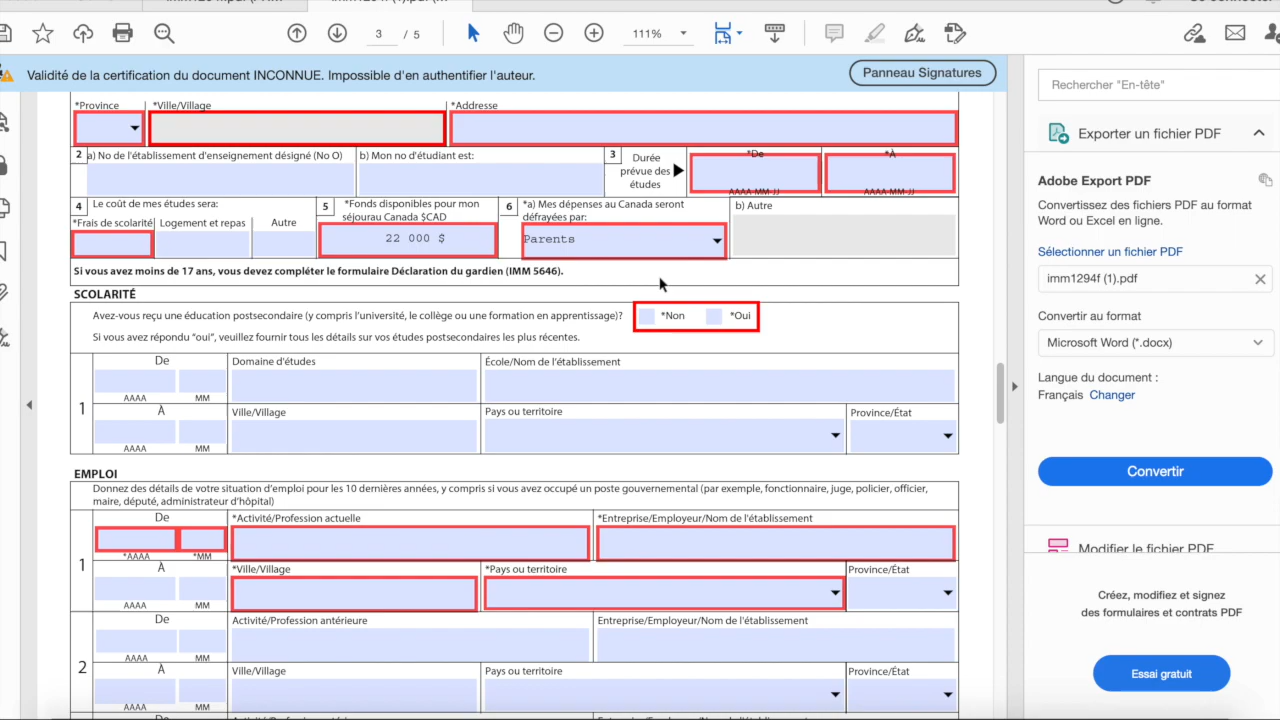 3 / 5
111%
Validité de la certification du document INCONNUE. Impossible d'en authentifier l'auteur.
Panneau Signatures
*Province
*Ville/Village
*Addresse
2 a) No de l'établissement d'enseignement désigné (No O)
b) Mon no d'étudiant est:
3 Durée prévue des études
*De
*À
AAAA-MM-JJ
AAAA-MM-JJ
4 Le coût de mes études sera:
*Frais de scolarité
Logement et repas
Autre
5 *Fonds disponibles pour mon
séjourau Canada $CAD
22 000 $
6 *a) Mes dépenses au Canada seront
défrayées par:
Parents
b) Autre
Si vous avez moins de 17 ans, vous devez compléter le formulaire Déclaration du gardien (IMM 5646).
SCOLARITÉ
Avez-vous reçu une éducation postsecondaire (y compris l'université, le collège ou une formation en apprentissage)?
*Non
*Oui
Si vous avez répondu "oui", veuillez fournir tous les détails sur vos études postsecondaires les plus récentes.
1
De
Domaine d'études
École/Nom de l'établissement
AAAA MM
À
Ville/Village
Pays ou territoire
Province/État
AAAA MM
EMPLOI
Donnez des détails de votre situation d'emploi pour les 10 dernières années, y compris si vous avez occupé un poste gouvernemental (par exemple, fonctionnaire, juge, policier, officier,
maire, député, administrateur d'hôpital)
1
De
*Activité/Profession actuelle
*Entreprise/Employeur/Nom de l'établissement
*AAAA *MM
À
*Ville/Village
*Pays ou territoire
Province/État
AAAA MM
2
De
Activité/Profession antérieure
Entreprise/Employeur/Nom de l'établissement
AAAA MM
À
Ville/Village
Pays ou territoire
Province/État
AAAA MM
De
Rechercher "En-tête"
Exporter un fichier PDF
Adobe Export PDF
Convertissez des fichiers PDF au format
Word ou Excel en ligne.
Sélectionner un fichier PDF
imm1294f (1).pdf
Convertir au format
Microsoft Word (*.docx)
Langue du document :
Français Changer
Convertir
Modifier le fichier PDF
Créez, modifiez et signez
des formulaires et contrats PDF
Essai gratuit